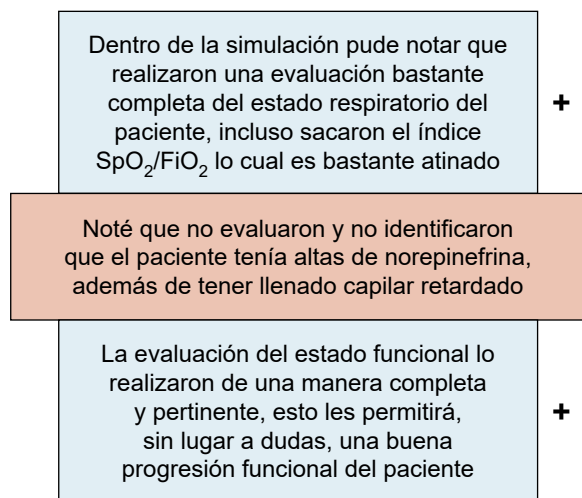 Dentro de la simulación pude notar que
realizaron una evaluación bastante
completa del estado respiratorio del
paciente, incluso sacaron el índice
SpO₂/FiO₂ lo cual es bastante atinado
+
Noté que no evaluaron y no identificaron
que el paciente tenía altas de norepinefrina,
además de tener llenado capilar retardado
La evaluación del estado funcional lo
realizaron de una manera completa
y pertinente, esto les permitirá,
sin lugar a dudas, una buena
progresión funcional del paciente
+